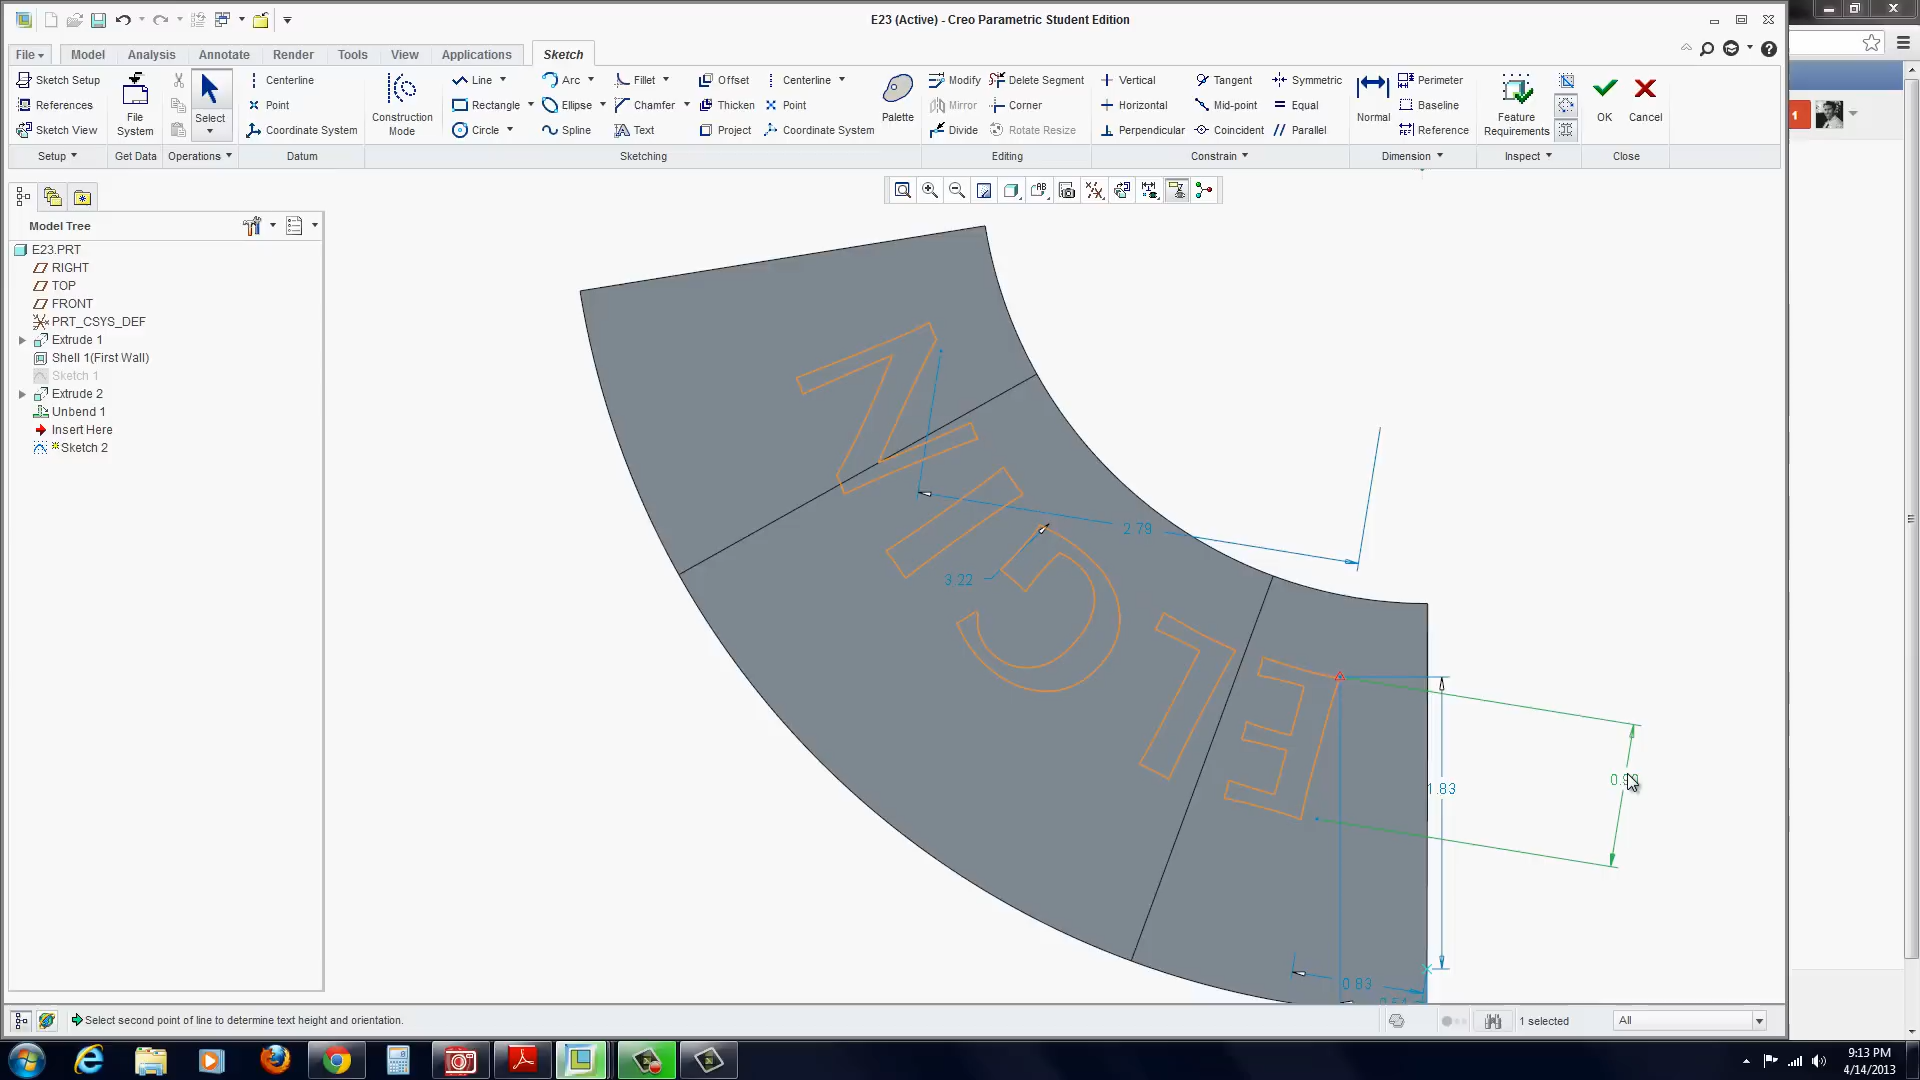 E23 (Active) - Creo Parametric Student Edition
File Model Analysis Annotate Render Tools View Applications Sketch
Sketch Setup Centerline Line Arc Fillet Offset Centerline Modify Delete Segment Vertical Tangent Symmetric Perimeter
References Point Rectangle Ellipse Chamfer Thicken Point Mirror Corner Horizontal Mid-point Equal Baseline
File System Select Construction Mode Palette Normal Feature Requirements OK Cancel
Sketch View Coordinate System Circle Spline Text Project Coordinate System Divide Rotate Resize Perpendicular Coincident Parallel Reference
Setup Get Data Operations Datum Sketching Editing Constrain Dimension Inspect Close
Model Tree
E23.PRT
RIGHT
TOP
FRONT
PRT_CSYS_DEF
Extrude 1
Shell 1(First Wall)
Sketch 1
Extrude 2
Unbend 1
Insert Here
Sketch 2
2.79
3.22
1.83
0.83
1
Select second point of line to determine text height and orientation.
1 selected
All
9:13 PM
4/14/2013